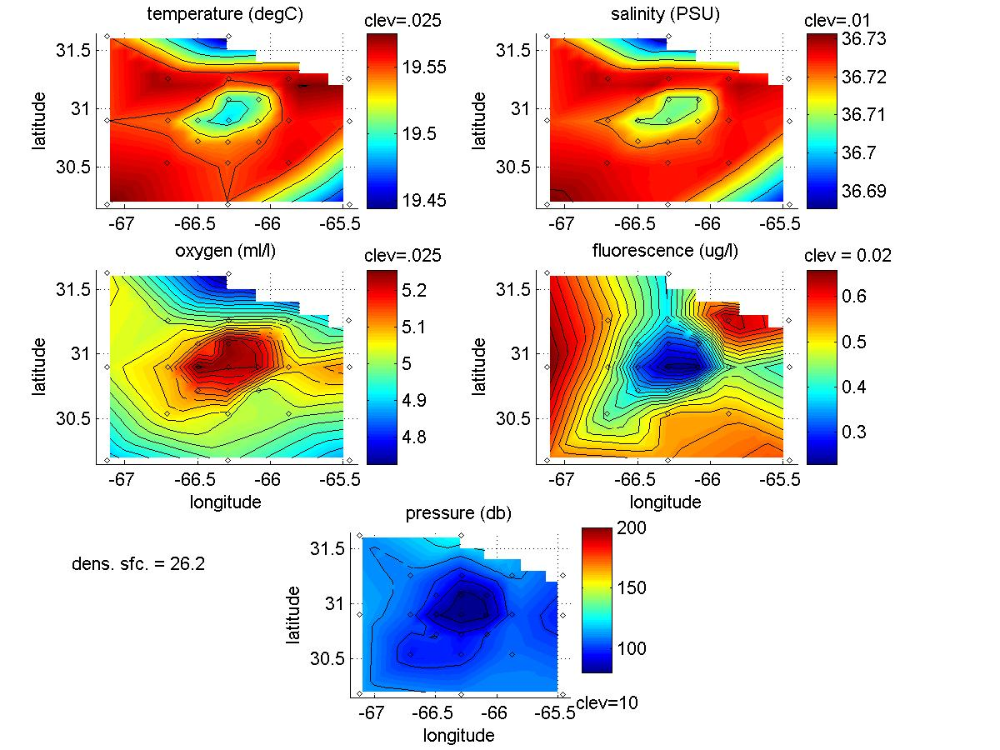 temperature (degC)
clev=.025
31.5
31
30.5
latitude
-67
-66.5
-66
-65.5
19.55
19.5
19.45
salinity (PSU)
clev=.01
31.5
31
30.5
latitude
-67
-66.5
-66
-65.5
36.73
36.72
36.71
36.7
36.69
oxygen (ml/l)
clev=.025
31.5
31
30.5
latitude
-67
-66.5
-66
-65.5
longitude
5.2
5.1
5
4.9
4.8
fluorescence (ug/l)
clev = 0.02
31.5
31
30.5
latitude
-67
-66.5
-66
-65.5
longitude
0.6
0.5
0.4
0.3
dens. sfc. = 26.2
pressure (db)
31.5
31
30.5
latitude
-67
-66.5
-66
-65.5
longitude
200
150
100
clev=10